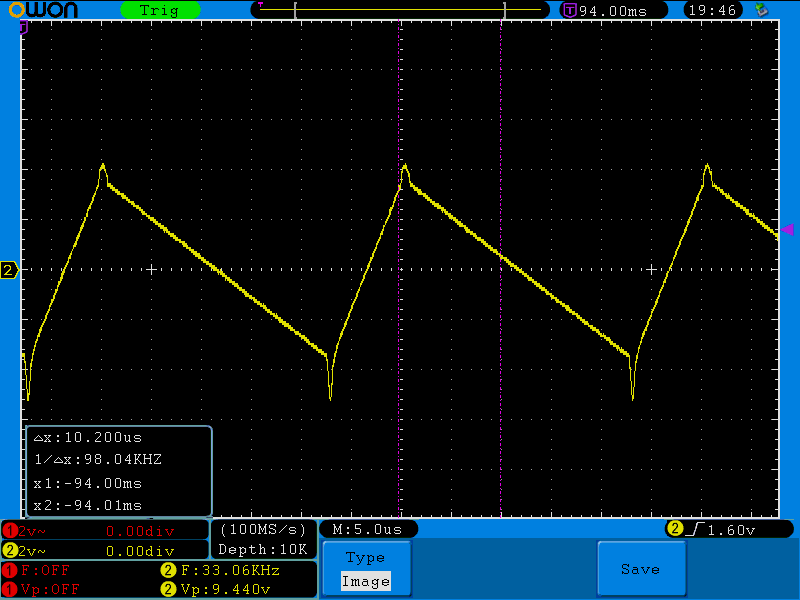 OWON Trig T 94.00ms 19:46
T
2
△x:10.200us
1/△x:98.04KHZ
x1:-94.00ms
x2:-94.01ms
1 2v~ 0.00div (100MS/s) M:5.0us 2 1.60v
2 2v~ 0.00div Depth:10K
1 F:OFF 2 F:33.06KHz
1 Vp:OFF 2 Vp:9.440v
Type
Image
Save